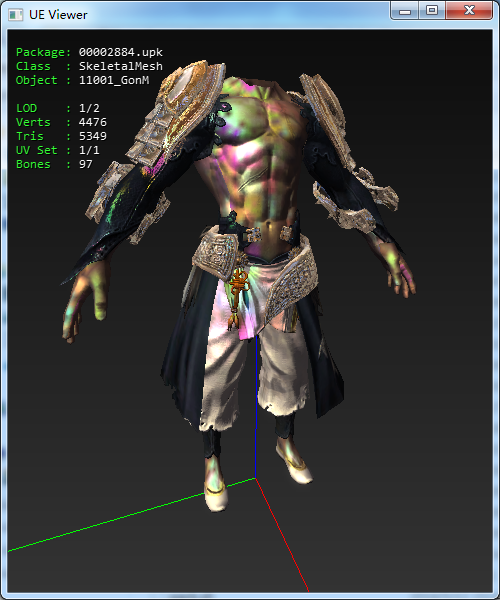 UE Viewer
Package: 00002884.upk
Class : SkeletalMesh
Object : 11001_GonM
LOD : 1/2
Verts : 4476
Tris : 5349
UV Set : 1/1
Bones : 97